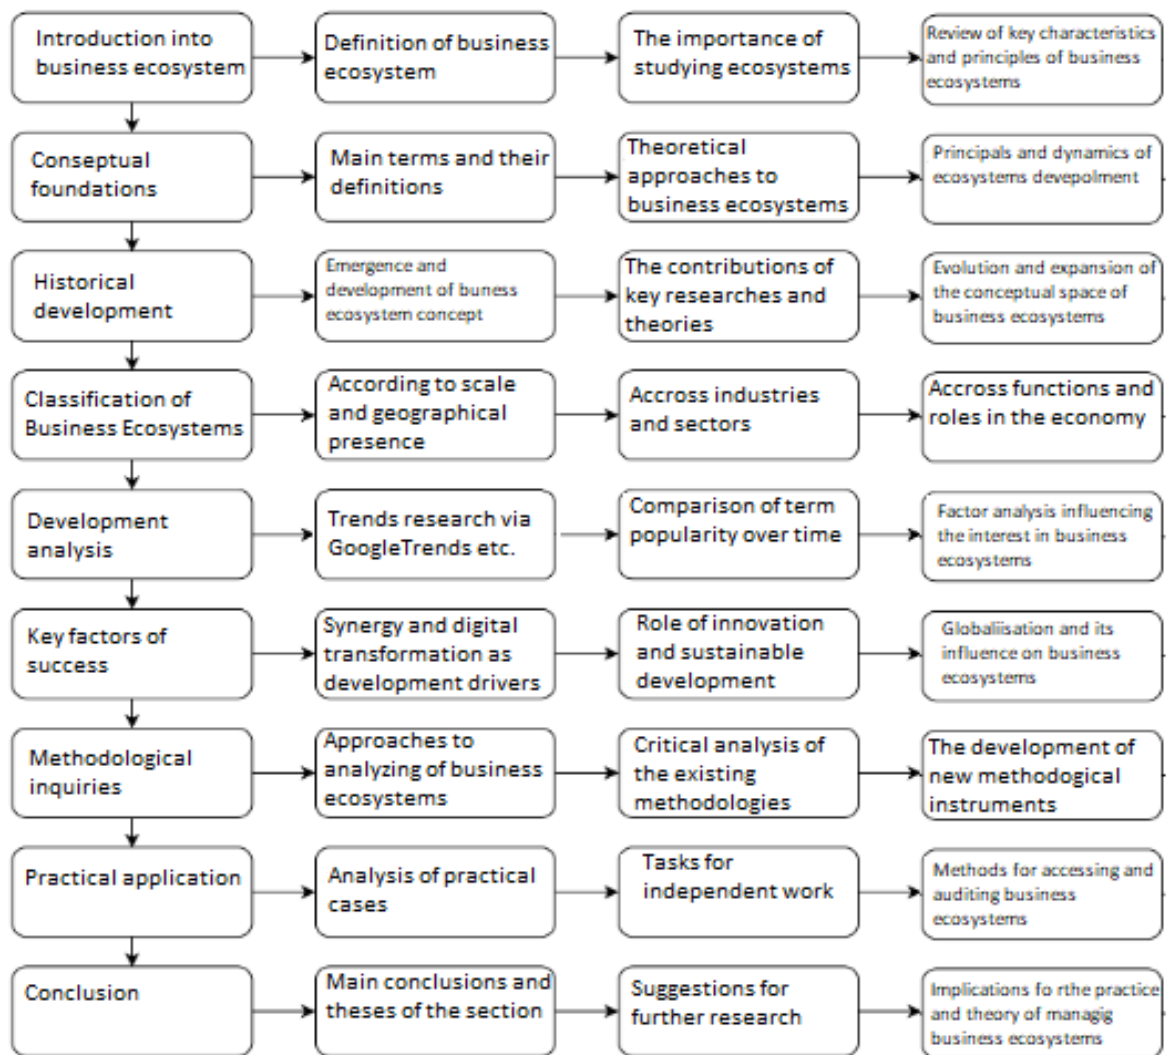 Introduction into
business ecosystem
Definition of business
ecosystem
The importance of
studying ecosystems
Review of key characteristics
and principles of business
ecosystems
Conseptual
foundations
Main terms and their
definitions
Theoretical
approaches to
business ecosystems
Principals and dynamics of
ecosystems devepolment
Historical
development
Emergence and
development of buness
ecosystem concept
The contributions of
key researches and
theories
Evolution and expansion of
the conceptual space of
business ecosystems
Classification of
Business Ecosystems
According to scale
and geographical
presence
Accross industries
and sectors
Accross functions and
roles in the economy
Development
analysis
Trends research via
GoogleTrends etc.
Comparison of term
popularity over time
Factor analysis influencing
the interest in business
ecosystems
Key factors of
success
Synergy and digital
transformation as
development drivers
Role of innovation
and sustainable
development
Globaliisation and its
influence on business
ecosystems
Methodological
inquiries
Approaches to
analyzing of business
ecosystems
Critical analysis of
the existing
methodologies
The development of
new methodogical
instruments
Practical application
Analysis of practical
cases
Tasks for
independent work
Methods for accessing and
auditing business
ecosystems
Conclusion
Main conclusions and
theses of the section
Suggestions for
further research
Implications fo rthe practice
and theory of managig
business ecosystems